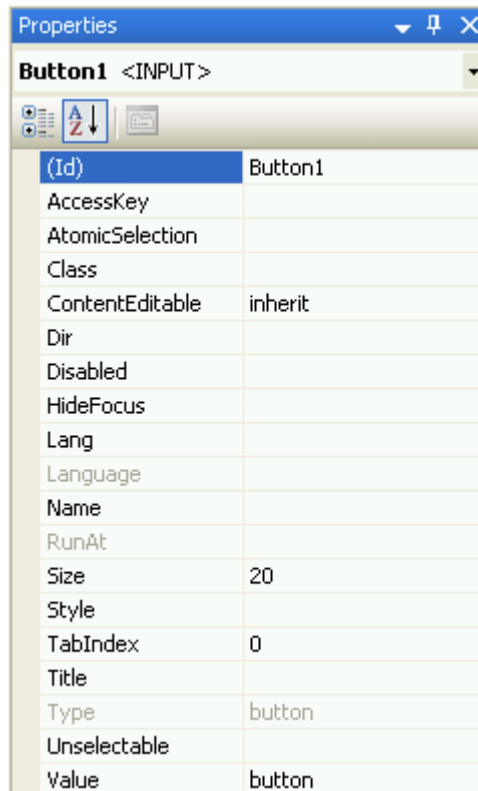 Properties
Button1 <INPUT>
A
Z
(Id) Button1
AccessKey
AtomicSelection
Class
ContentEditable inherit
Dir
Disabled
HideFocus
Lang
Language
Name
RunAt
Size 20
Style
TabIndex 0
Title
Type button
Unselectable
Value button